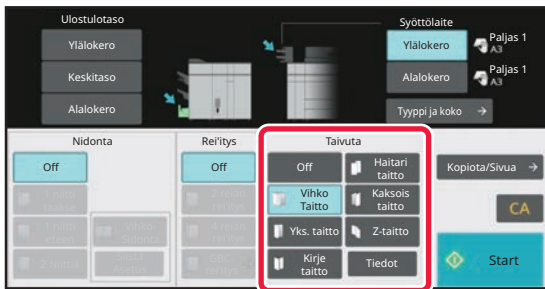 Ulostulotaso
Ylälokero
Keskitaso
Alalokero
Syöttölaite
Ylälokero
Paljas 1
A3
Alalokero
Paljas 1
A3
Tyyppi ja koko
Nidonta
Off
Rei'itys
Off
Taivuta
Off
Haitari
taitto
Vihko
Taitto
Kaksois
taitto
Yks. taitto
Z-taitto
Kirje
taitto
Tiedot
Kopiota/Sivua
CA
Start